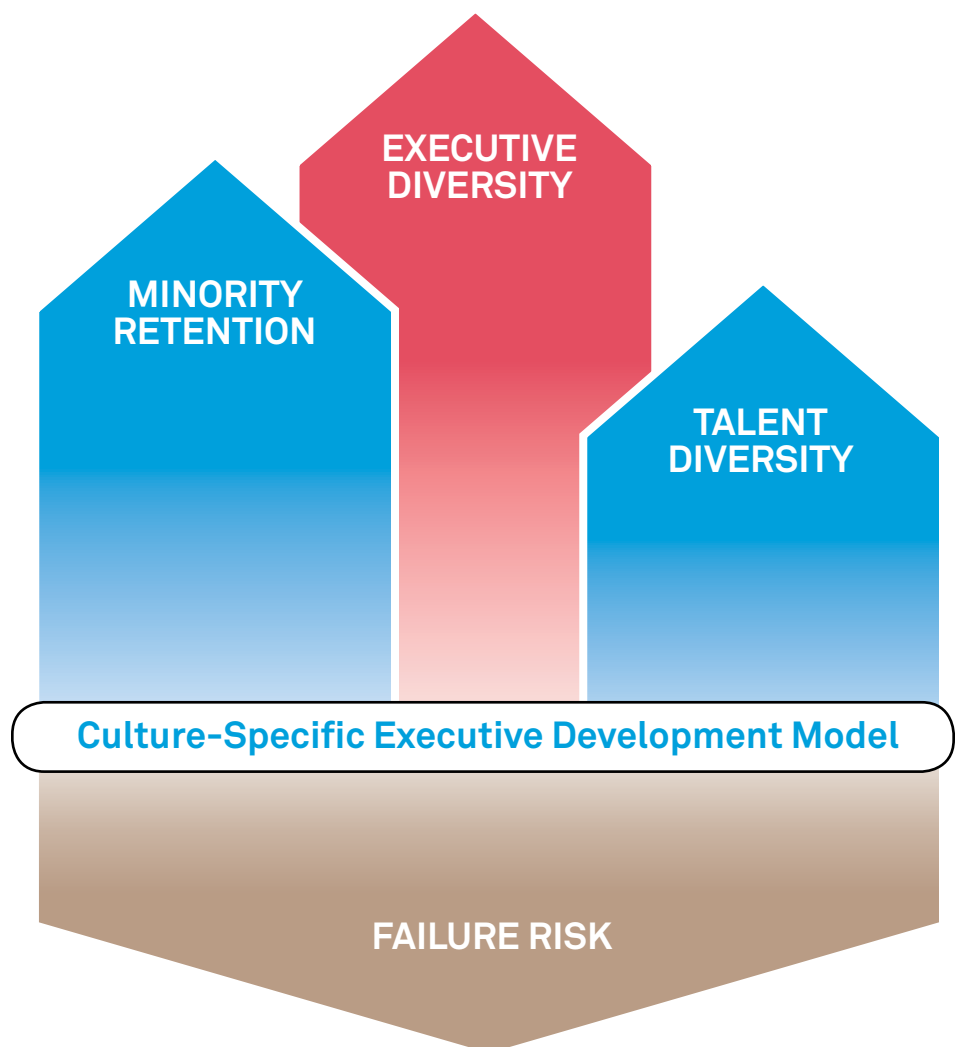 EXECUTIVE
DIVERSITY
MINORITY
RETENTION
TALENT
DIVERSITY
Culture-Specific Executive Development Model
FAILURE RISK